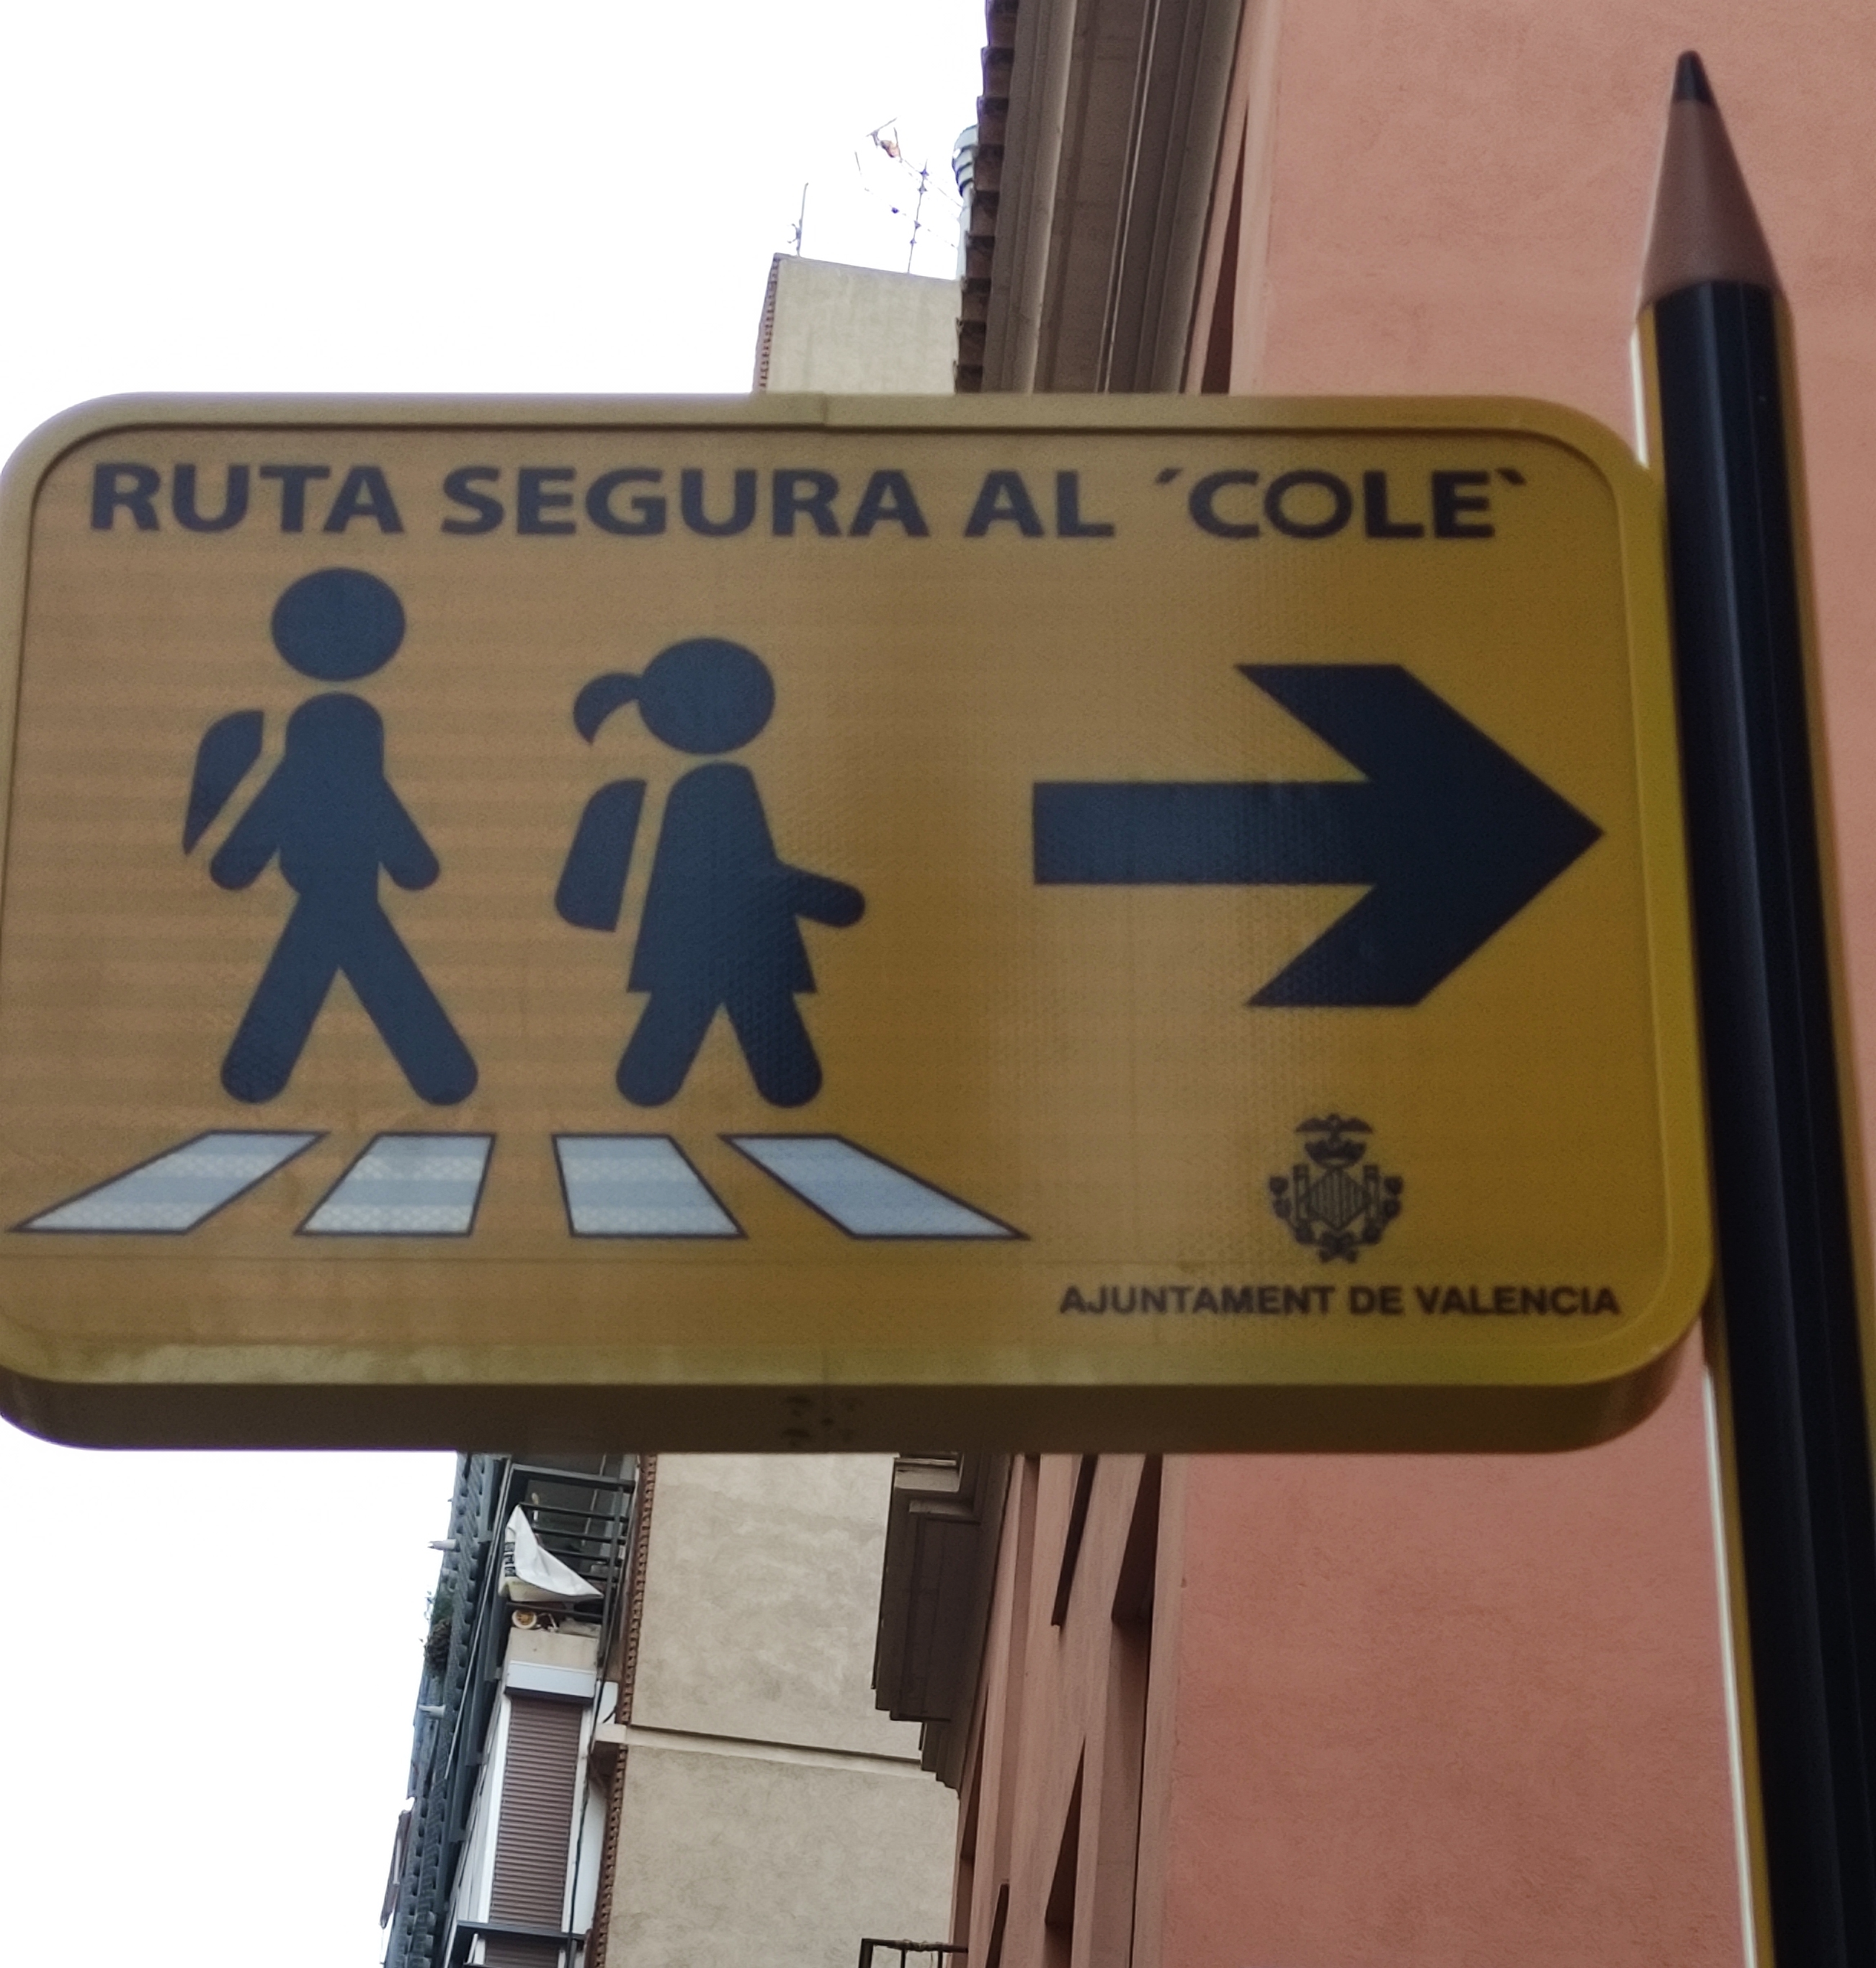 RUTA SEGURA AL ´COLE`
AJUNTAMENT DE VALENCIA